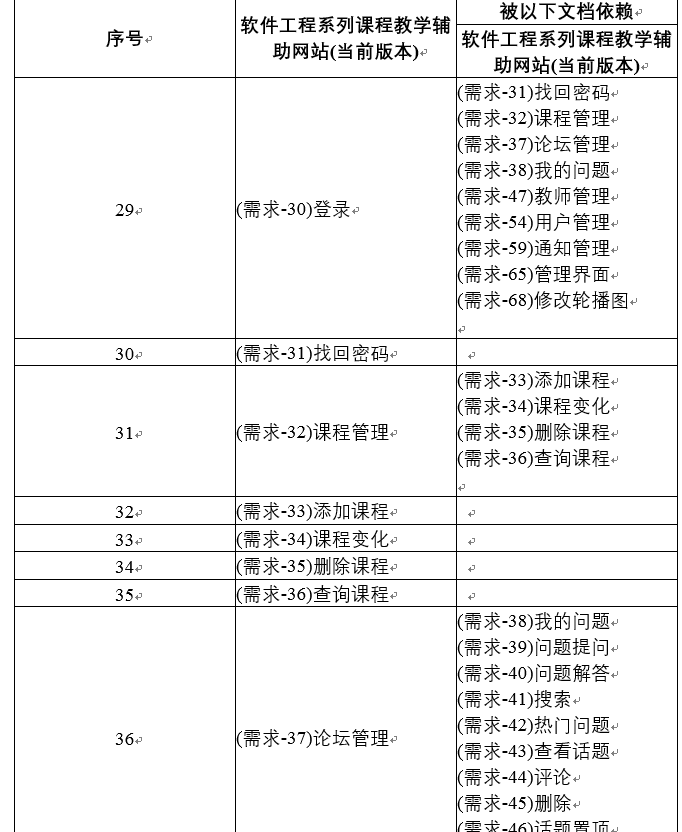 序号
软件工程系列课程教学辅
助网站(当前版本)
被以下文档依赖
软件工程系列课程教学辅
助网站(当前版本)
29
(需求-30)登录
(需求-31)找回密码
(需求-32)课程管理
(需求-37)论坛管理
(需求-38)我的问题
(需求-47)教师管理
(需求-54)用户管理
(需求-59)通知管理
(需求-65)管理界面
(需求-68)修改轮播图
30
(需求-31)找回密码
31
(需求-32)课程管理
(需求-33)添加课程
(需求-34)课程变化
(需求-35)删除课程
(需求-36)查询课程
32
(需求-33)添加课程
33
(需求-34)课程变化
34
(需求-35)删除课程
35
(需求-36)查询课程
36
(需求-37)论坛管理
(需求-38)我的问题
(需求-39)问题提问
(需求-40)问题解答
(需求-41)搜索
(需求-42)热门问题
(需求-43)查看话题
(需求-44)评论
(需求-45)删除
(需求-46)话题置顶